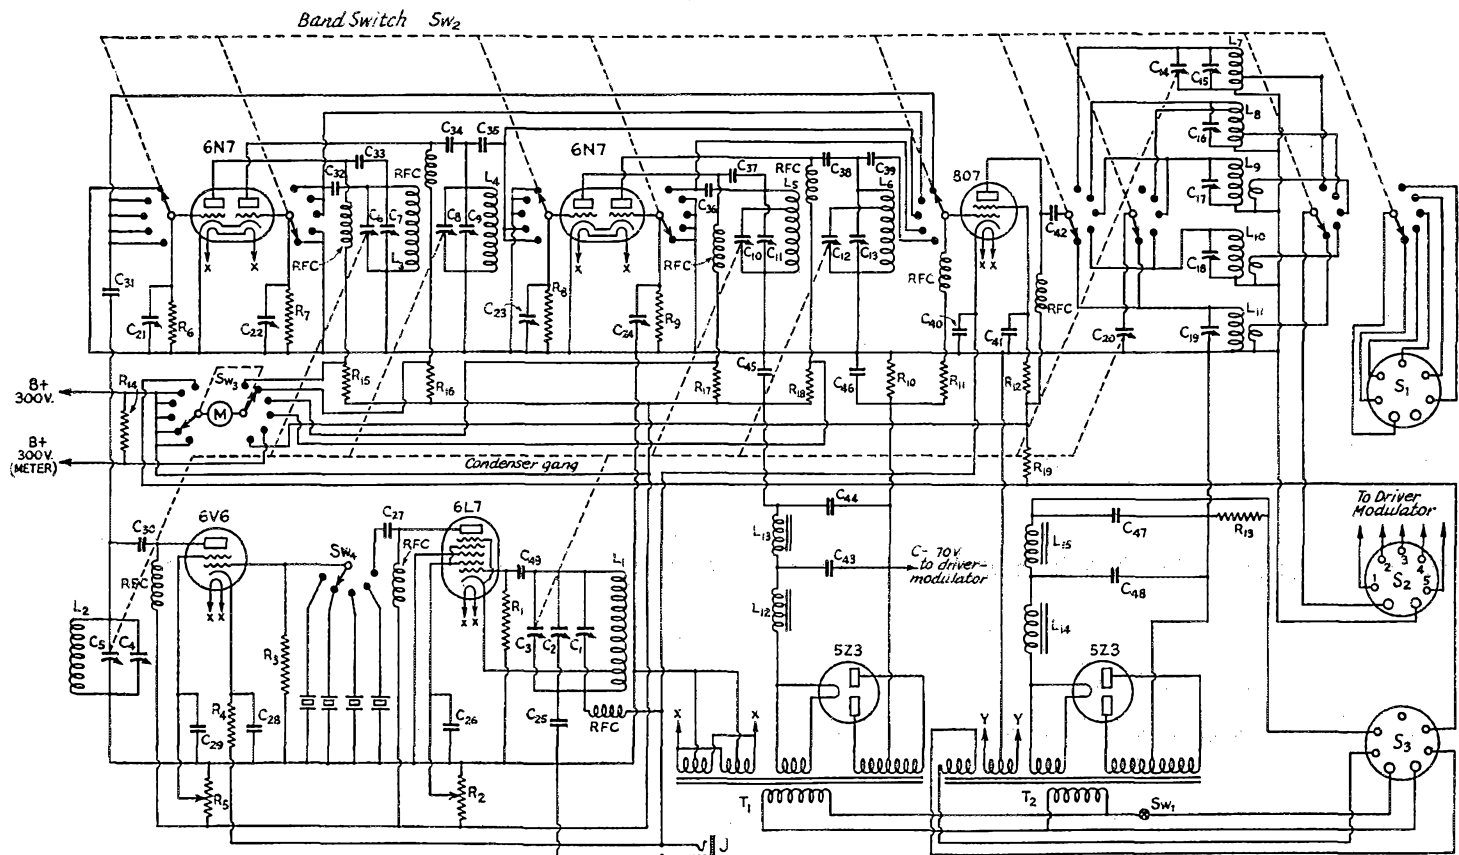 Band Switch Sw2
L7
C14
C15
L8
C16
6N7
C34
C35
6N7
807
C33
C32
RFC
L4
C37
RFC
C38
C39
L5
L6
C36
L9
C17
C42
C6
C7
C8
C9
C10
C11
C12
C13
L10
C18
RFC
L3
RFC
RFC
RFC
X
X
X
X
X
X
C31
C21
R6
C22
R7
C23
R8
C24
R9
C40
C41
C20
C19
L11
B+
300V.
R14
Sw3
M
R15
R16
R17
C45
R18
C46
R10
R11
R12
S1
B+
300V.
(METER)
Condenser gang
R19
C30
6V6
C27
6L7
C44
C47
R13
To Driver
Modulator
RFC
Sw4
RFC
C49
L1
L13
C43
C- 70V.
to driver-
modulator
L15
C48
1
2
3
4
5
S2
L2
C5
C4
X
X
R3
X
X
R1
C3
C2
C1
L12
L14
5Z3
5Z3
R4
C29
C28
C26
C25
RFC
X
X
Y
Y
S3
R5
R2
T1
T2
Sw1
J